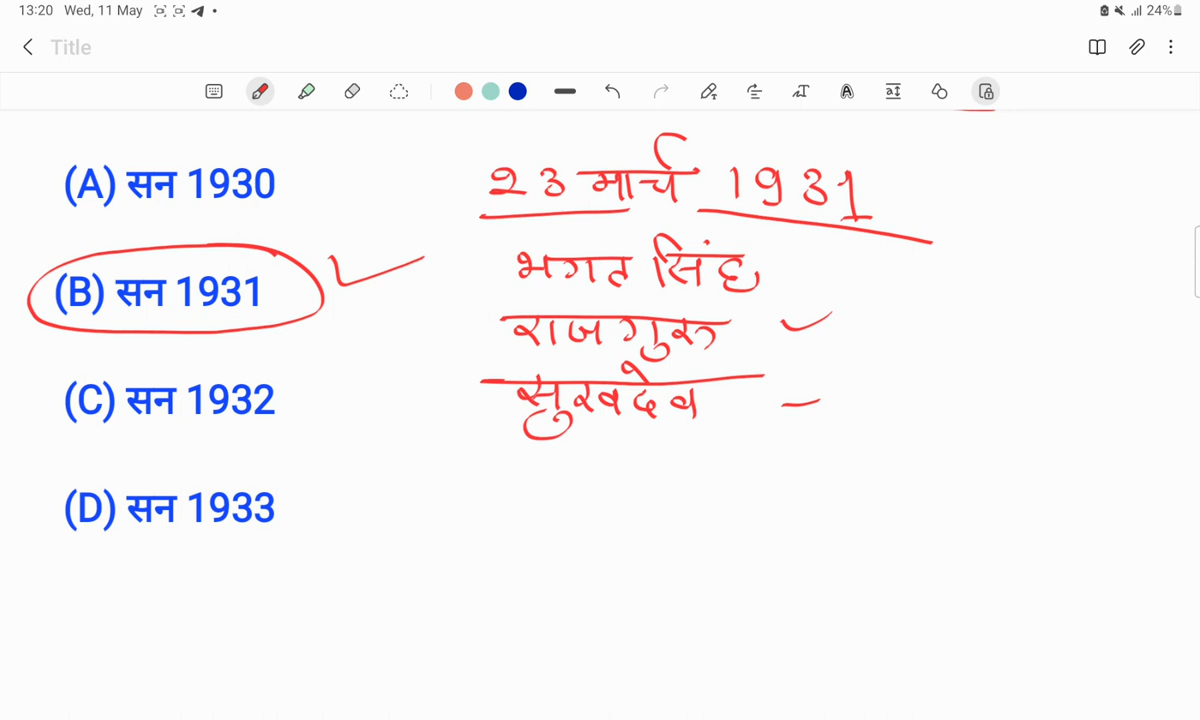 13:20 Wed, 11 May 24%
Title
(A) सन 1930
(B) सन 1931
(C) सन 1932
(D) सन 1933
23 मार्च 1931
भगत सिंह
राजगुरु
सुखदेव